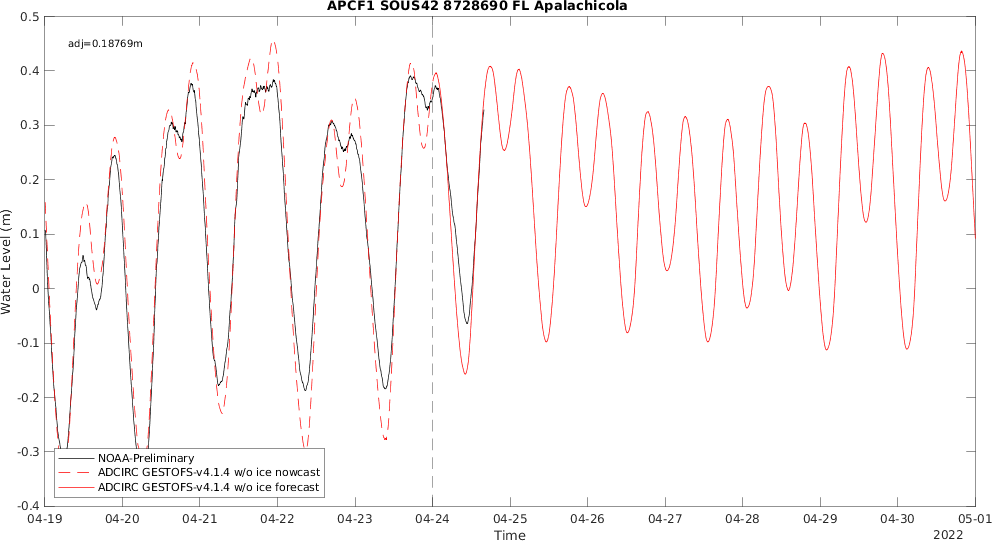 APCF1 SOUS42 8728690 FL Apalachicola
0.5
adj=0.18769m
0.4
0.3
0.2
0.1
0
-0.1
-0.2
-0.3
-0.4
Water Level (m)
NOAA-Preliminary
ADCIRC GESTOFS-v4.1.4 w/o ice nowcast
ADCIRC GESTOFS-v4.1.4 w/o ice forecast
04-19 04-20 04-21 04-22 04-23 04-24 04-25 04-26 04-27 04-28 04-29 04-30 05-01
Time
2022